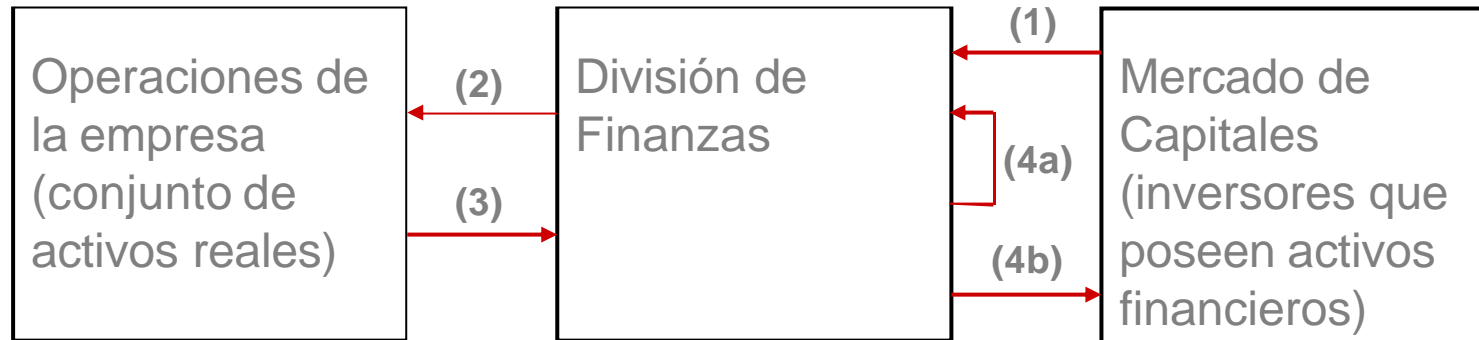 Operaciones de
la empresa
(conjunto de
activos reales)
(2)
(3)
División de
Finanzas
(1)
(4a)
(4b)
Mercado de
Capitales
(inversores que
poseen activos
financieros)